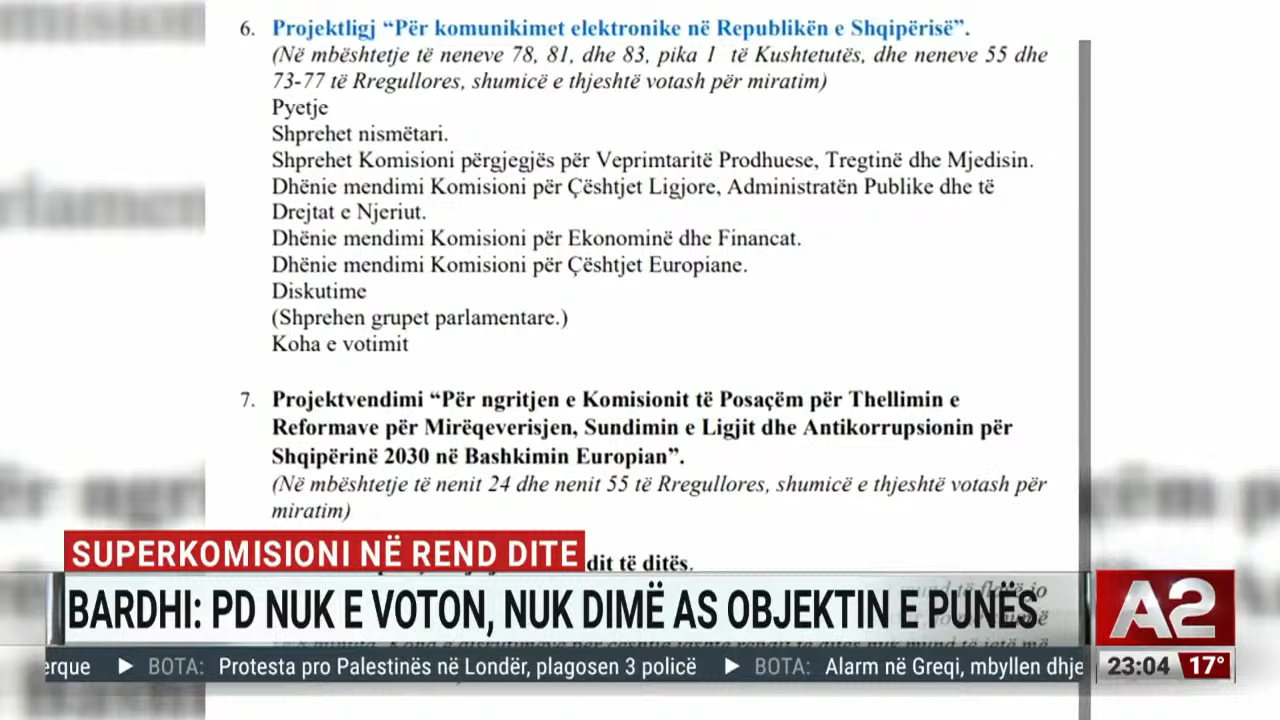 6. Projektligj “Për komunikimet elektronike në Republikën e Shqipërisë”.
(Në mbështetje të neneve 78, 81, dhe 83, pika 1 të Kushtetutës, dhe neneve 55 dhe
73-77 të Rregullores, shumicë e thjeshtë votash për miratim)
Pyetje
Shprehet nismëtari.
Shprehet Komisioni përgjegjës për Veprimtaritë Prodhuese, Tregtinë dhe Mjedisin.
Dhënie mendimi Komisioni për Çështjet Ligjore, Administratën Publike dhe të
Drejtat e Njeriut.
Dhënie mendimi Komisioni për Ekonominë dhe Financat.
Dhënie mendimi Komisioni për Çështjet Europiane.
Diskutime
(Shprehen grupet parlamentare.)
Koha e votimit
7. Projektvendimi “Për ngritjen e Komisionit të Posaçëm për Thellimin e
Reformave për Mirëqeverisjen, Sundimin e Ligjit dhe Antikorrupsionin për
Shqipërinë 2030 në Bashkimin Europian”.
(Në mbështetje të nenit 24 dhe nenit 55 të Rregullores, shumicë e thjeshtë votash për
miratim)
SUPERKOMISIONI NË REND DITE
dit të ditës.
BARDHI: PD NUK E VOTON, NUK DIMË AS OBJEKTIN E PUNËS
A2
erque ▶ BOTA: Protesta pro Palestinës në Londër, plagosen 3 policë ▶ BOTA: Alarm në Greqi, mbyllen dhje
23:04 17°